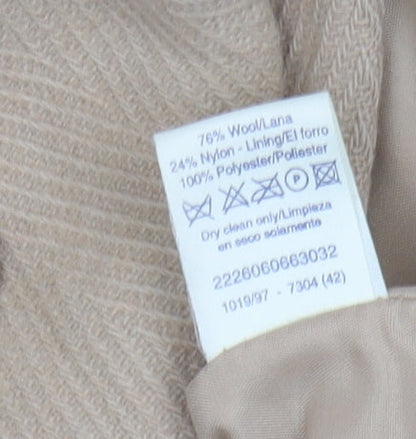 76% Wool/Lana
24% Nylon - Lining/El forro
100% Polyester/Poliester
P
Dry clean only/Limpieza
en seco solamente
2226060663032
1019/97 - 7304 (42)